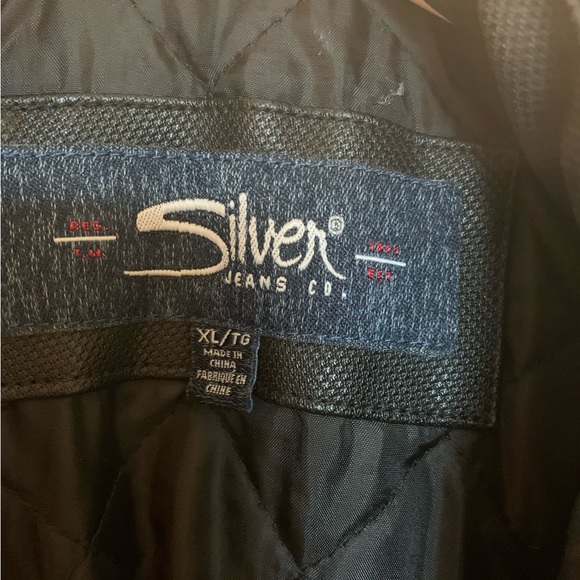 REG.
T.M.
Silver®
JEANS CO.
1991
EST
XL/TG
MADE IN
CHINA
FABRIQUÉ EN
CHINE